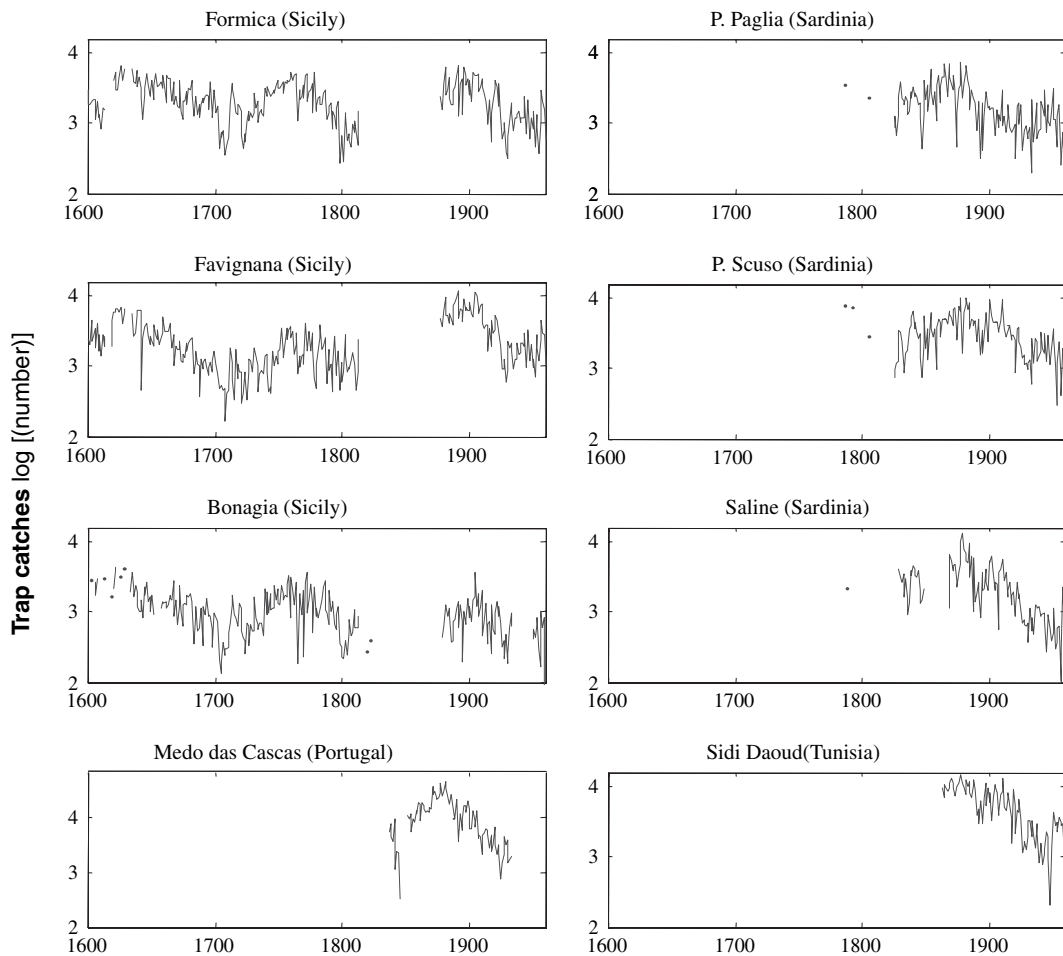 Trap catches log [(number)]
Formica (Sicily)
4
3
2
1600 1700 1800 1900
P. Paglia (Sardinia)
4
3
2
1600 1700 1800 1900
Favignana (Sicily)
4
3
2
1600 1700 1800 1900
P. Scuso (Sardinia)
4
3
2
1600 1700 1800 1900
Bonagia (Sicily)
4
3
2
1600 1700 1800 1900
Saline (Sardinia)
4
3
2
1600 1700 1800 1900
Medo das Cascas (Portugal)
4
3
2
1600 1700 1800 1900
Sidi Daoud(Tunisia)
4
3
2
1600 1700 1800 1900